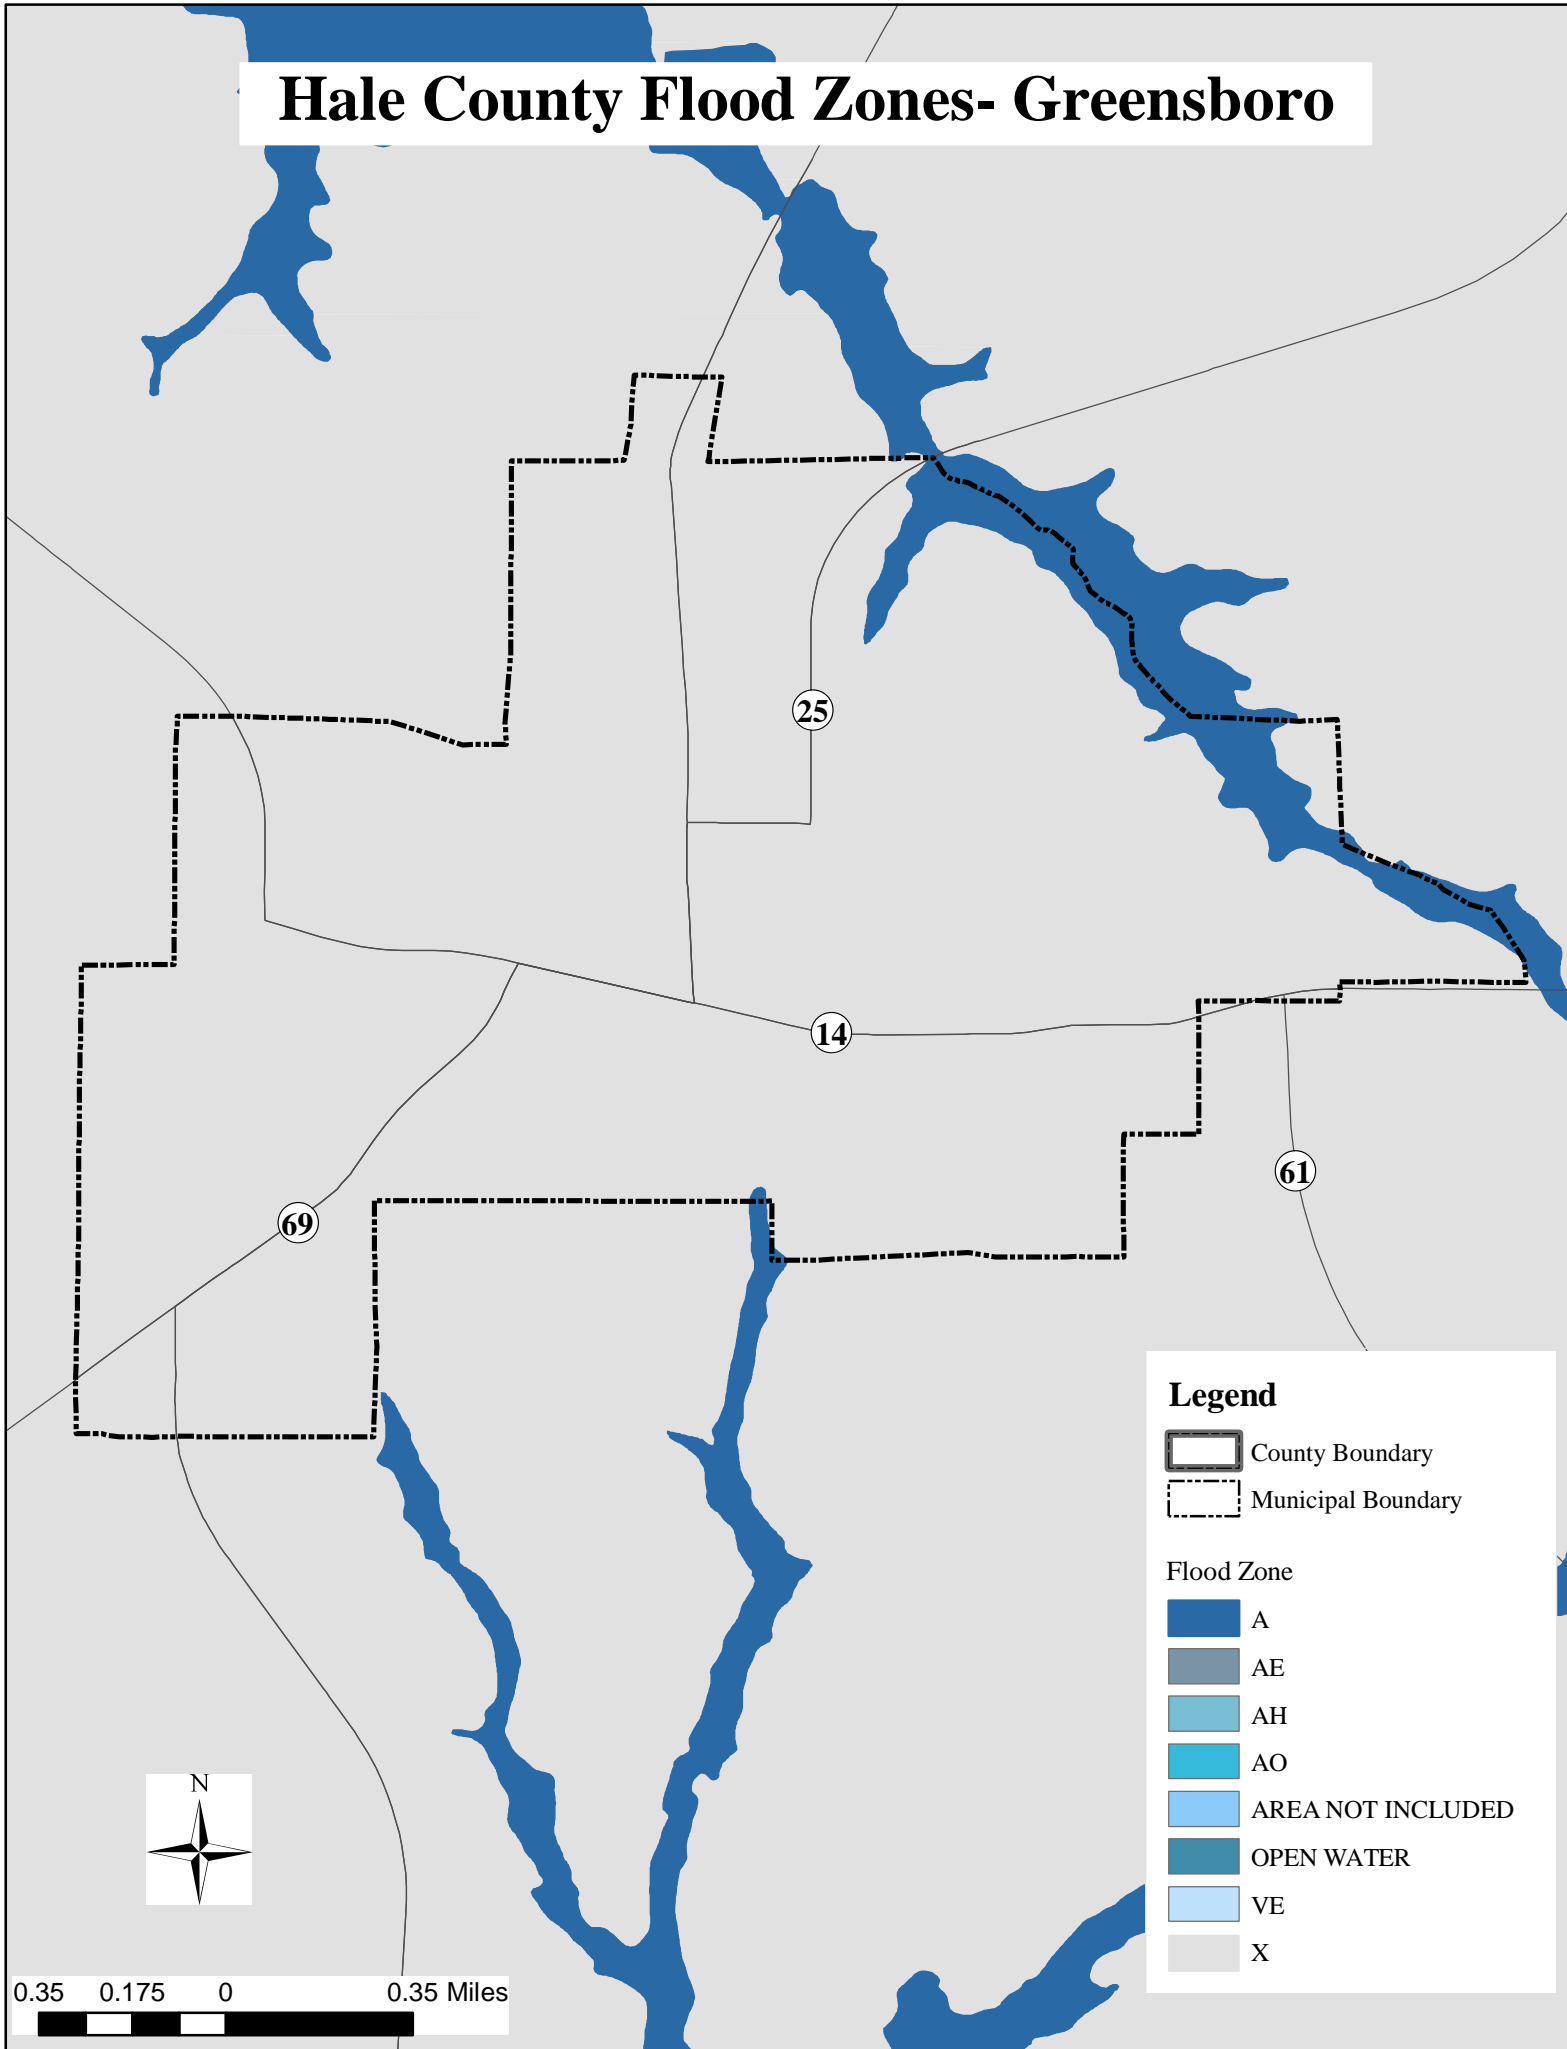 Hale County Flood Zones- Greensboro
25
14
61
69
Legend
County Boundary
Municipal Boundary
Flood Zone
A
AE
AH
AO
AREA NOT INCLUDED
OPEN WATER
VE
X
N
0.35 0.175 0 0.35 Miles